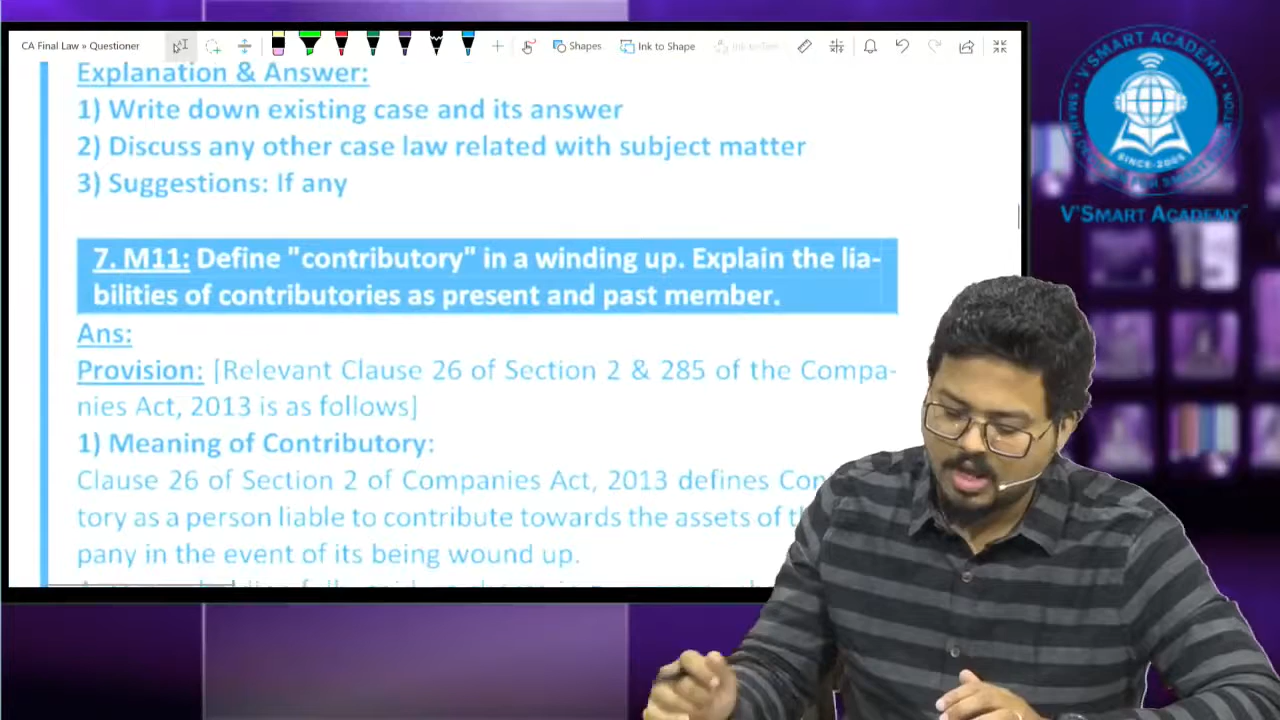 CA Final Law » Questioner
Shapes
Ink to Shape
Explanation & Answer:
1) Write down existing case and its answer
2) Discuss any other case law related with subject matter
3) Suggestions: If any
7. M11: Define "contributory" in a winding up. Explain the lia-
bilities of contributories as present and past member.
Ans:
Provision: [Relevant Clause 26 of Section 2 & 285 of the Compa-
nies Act, 2013 is as follows]
1) Meaning of Contributory:
Clause 26 of Section 2 of Companies Act, 2013 defines
tory as a person liable to contribute towards the assets of
pany in the event of its being wound up.
V'SMART ACADEMY
SINCE-2005
V'SMART ACADEMY